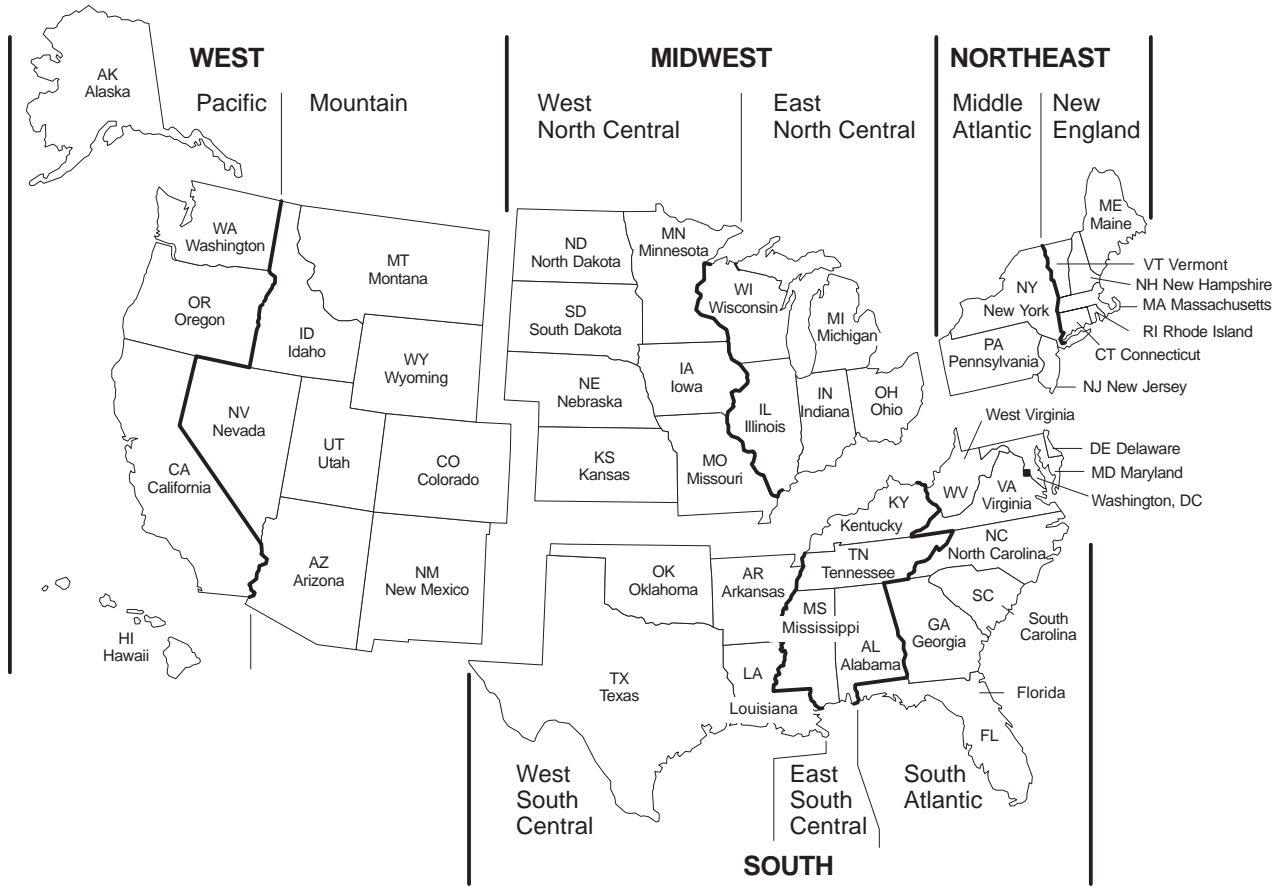 WEST
MIDWEST
NORTHEAST
Pacific
Mountain
West
North Central
East
North Central
Middle
Atlantic
New
England
AK
Alaska
WA
Washington
MT
Montana
ND
North Dakota
MN
Minnesota
ME
Maine
VT Vermont
NH New Hampshire
MA Massachusetts
RI Rhode Island
CT Connecticut
NJ New Jersey
OR
Oregon
ID
Idaho
WY
Wyoming
SD
South Dakota
WI
Wisconsin
MI
Michigan
NY
New York
PA
Pennsylvania
NV
Nevada
UT
Utah
CO
Colorado
NE
Nebraska
IA
Iowa
IL
Illinois
IN
Indiana
OH
Ohio
West Virginia
DE Delaware
MD Maryland
Washington, DC
CA
California
KS
Kansas
MO
Missouri
KY
Kentucky
WV
VA
Virginia
AZ
Arizona
NM
New Mexico
OK
Oklahoma
AR
Arkansas
TN
Tennessee
NC
North Carolina
SC
South
Carolina
HI
Hawaii
TX
Texas
LA
Louisiana
MS
Mississippi
AL
Alabama
GA
Georgia
Florida
FL
West
South
Central
East
South
Central
South
Atlantic
SOUTH